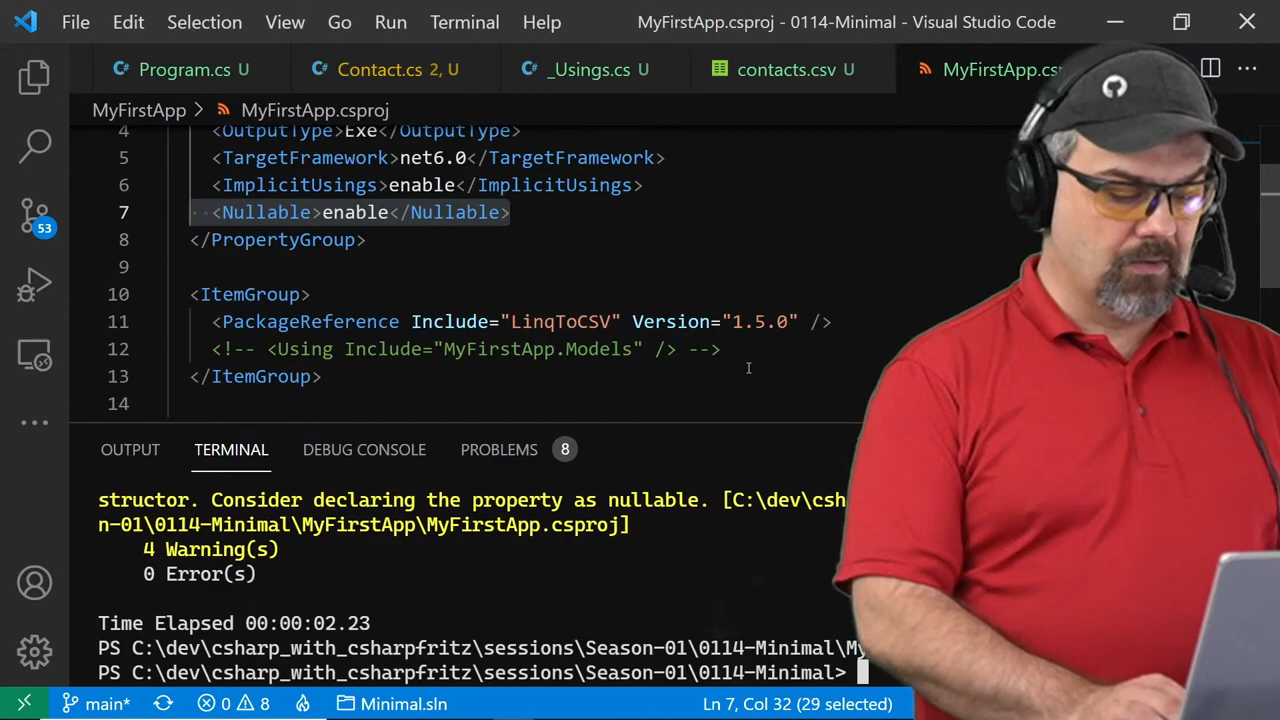 File Edit Selection View Go Run Terminal Help MyFirstApp.csproj - 0114-Minimal - Visual Studio Code
Program.cs U Contact.cs 2, U _Usings.cs U contacts.csv U MyFirstApp.csp
MyFirstApp > MyFirstApp.csproj
4 <OutputType>Exe</OutputType>
5 <TargetFramework>net6.0</TargetFramework>
6 <ImplicitUsings>enable</ImplicitUsings>
7 <Nullable>enable</Nullable>
8 </PropertyGroup>
9
10 <ItemGroup>
11 <PackageReference Include="LinqToCSV" Version="1.5.0" />
12 <!-- <Using Include="MyFirstApp.Models" /> -->
13 </ItemGroup>
14
53
OUTPUT TERMINAL DEBUG CONSOLE PROBLEMS 8
structor. Consider declaring the property as nullable. [C:\dev\csh
n-01\0114-Minimal\MyFirstApp\MyFirstApp.csproj]
4 Warning(s)
0 Error(s)
Time Elapsed 00:00:02.23
PS C:\dev\csharp_with_csharpfritz\sessions\Season-01\0114-Minimal\My
PS C:\dev\csharp_with_csharpfritz\sessions\Season-01\0114-Minimal>
main* 0 8 Minimal.sln Ln 7, Col 32 (29 selected)